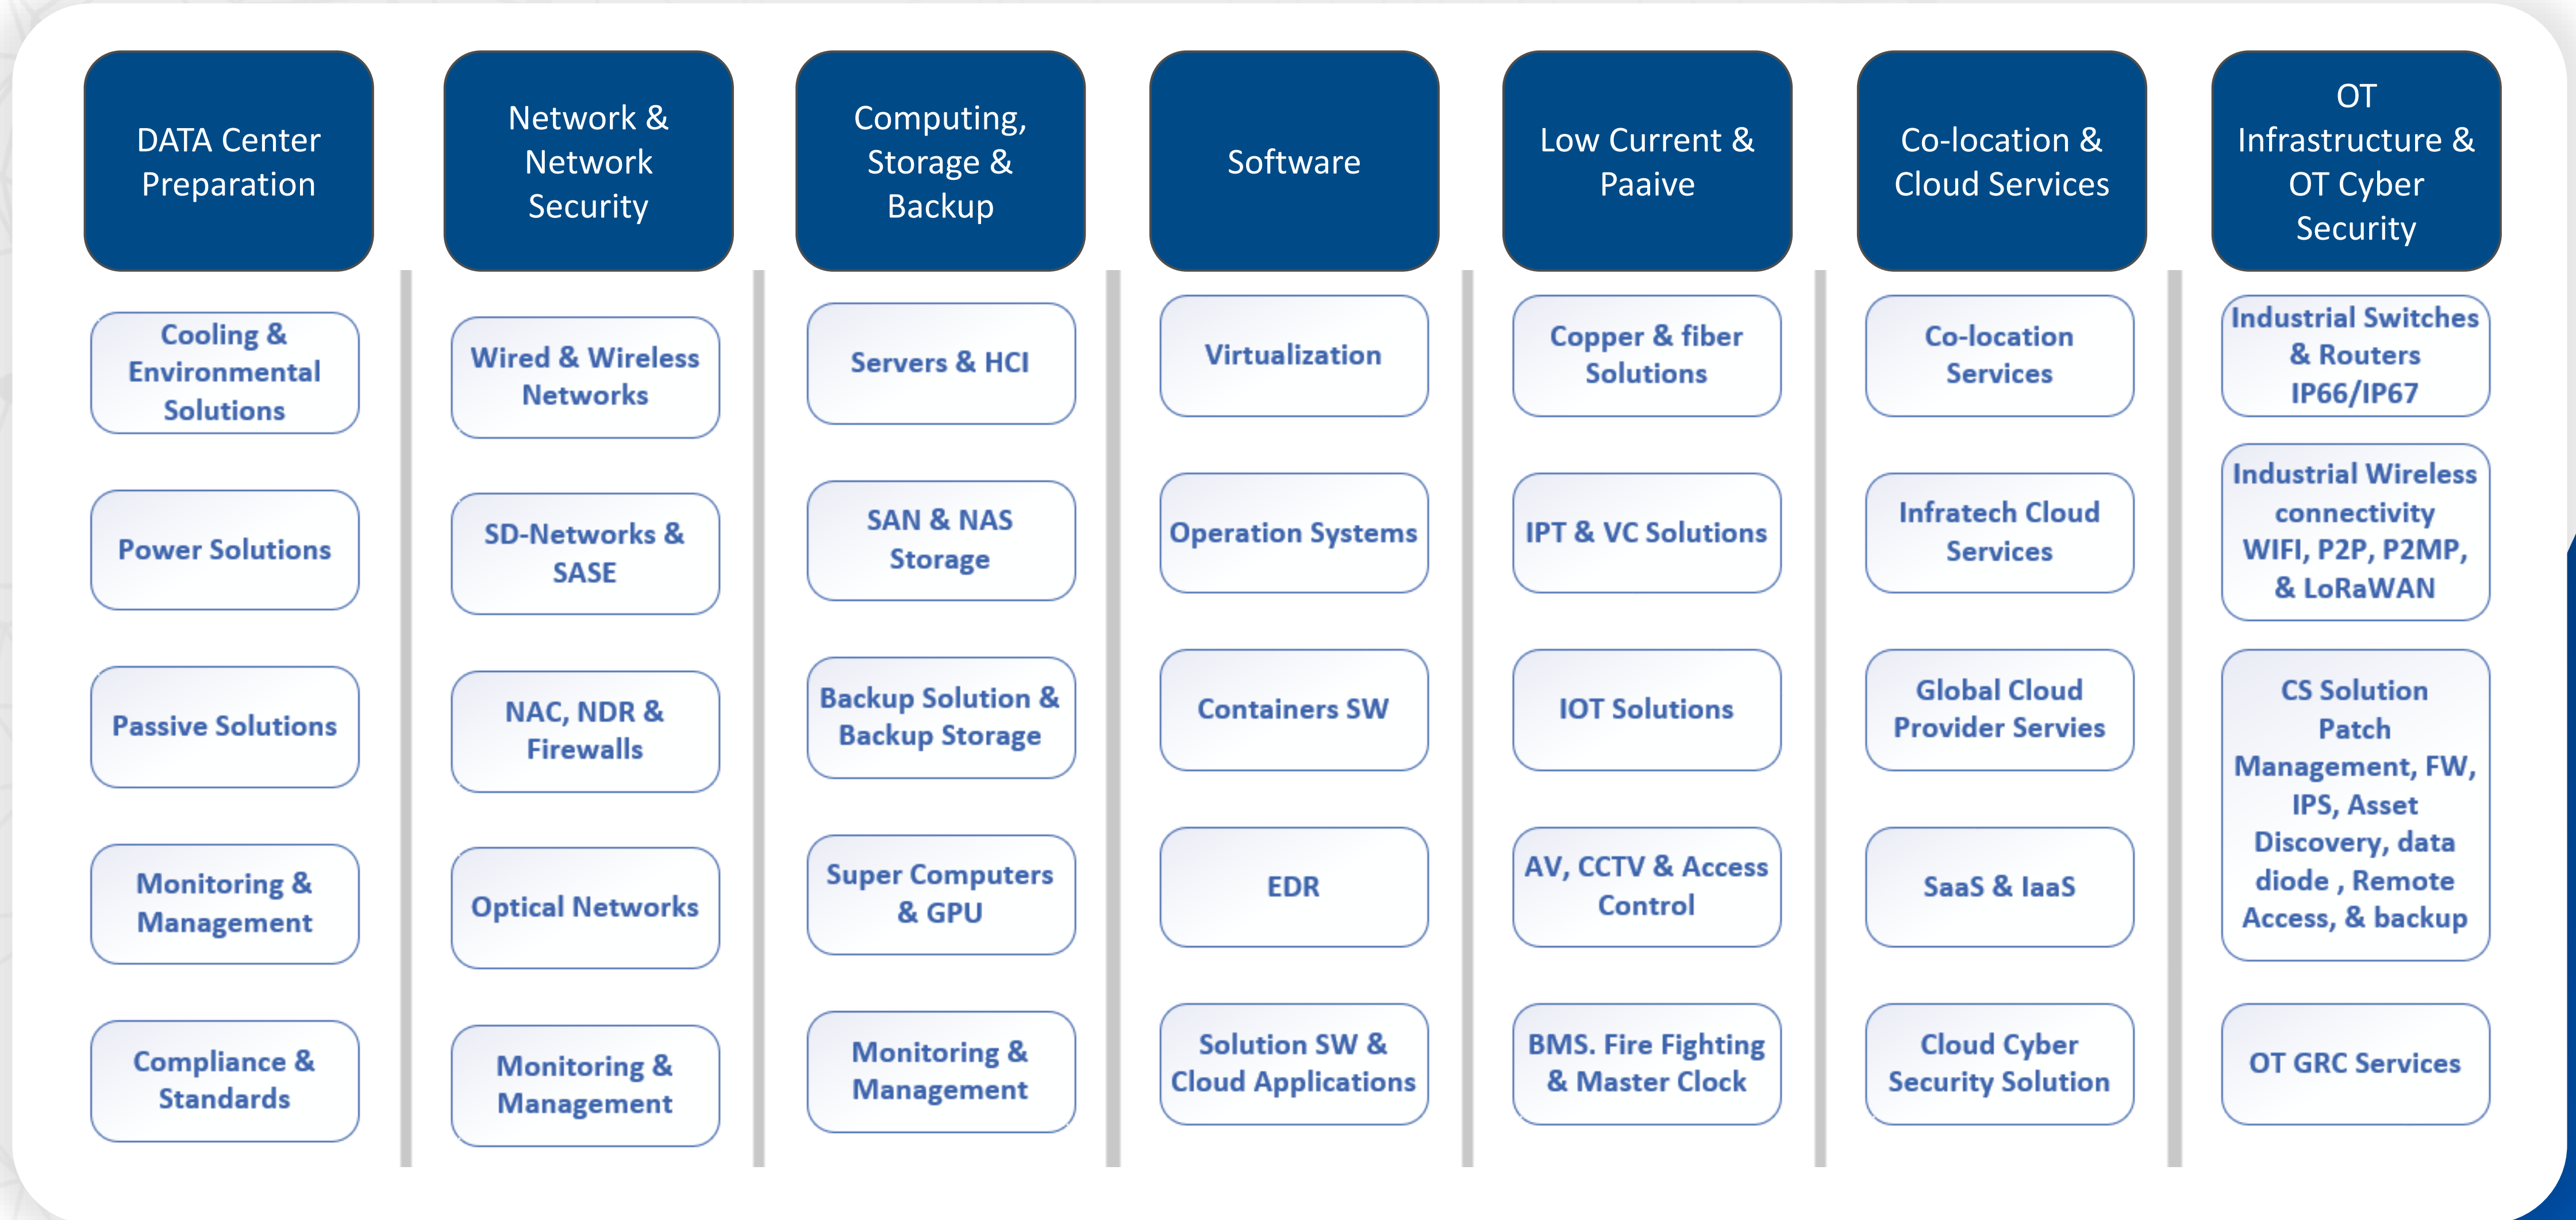 DATA Center
Preparation
Cooling &
Environmental
Solutions
Power Solutions
Passive Solutions
Monitoring &
Management
Compliance &
Standards
Network &
Network
Security
Wired & Wireless
Networks
SD-Networks &
SASE
NAC, NDR &
Firewalls
Optical Networks
Monitoring &
Management
Computing,
Storage &
Backup
Servers & HCI
SAN & NAS
Storage
Backup Solution &
Backup Storage
Super Computers
& GPU
Monitoring &
Management
Software
Virtualization
Operation Systems
Containers SW
EDR
Solution SW &
Cloud Applications
Low Current &
Paaive
Copper & fiber
Solutions
IPT & VC Solutions
IOT Solutions
AV, CCTV & Access
Control
BMS. Fire Fighting
& Master Clock
Co-location &
Cloud Services
Co-location
Services
Infratech Cloud
Services
Global Cloud
Provider Servies
SaaS & IaaS
Cloud Cyber
Security Solution
OT
Infrastructure &
OT Cyber
Security
Industrial Switches
& Routers
IP66/IP67
Industrial Wireless
connectivity
WIFI, P2P, P2MP,
& LoRaWAN
CS Solution
Patch
Management, FW,
IPS, Asset
Discovery, data
diode , Remote
Access, & backup
OT GRC Services